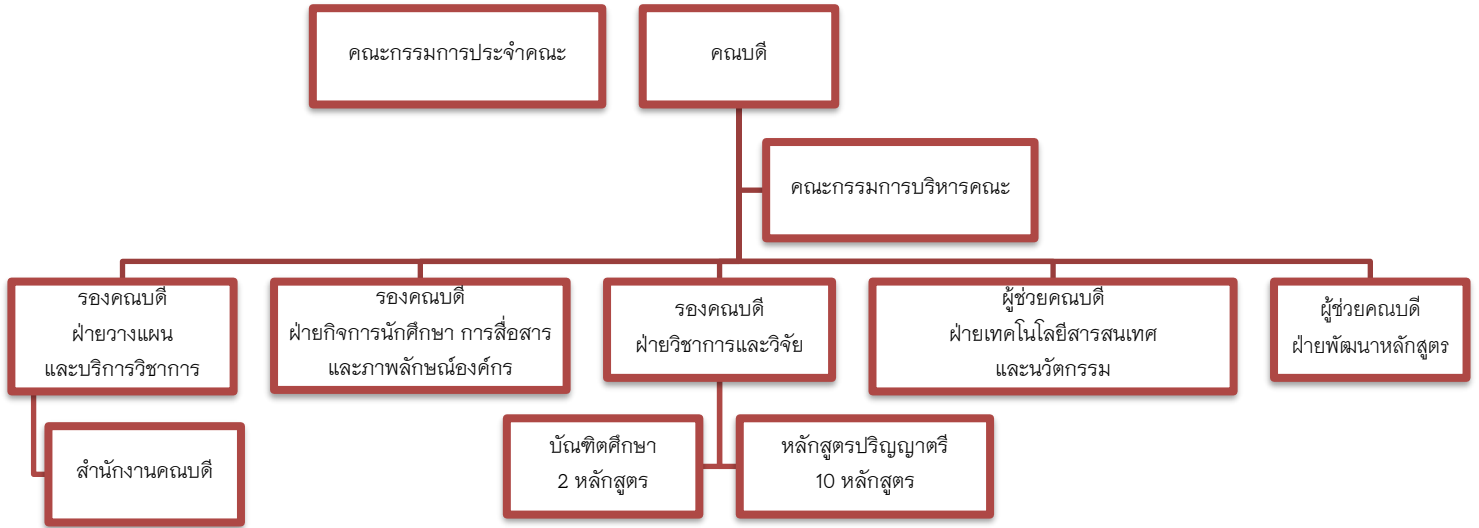 คณะกรรมการประจำคณะ
คณบดี
คณะกรรมการบริหารคณะ
รองคณบดี
ฝ่ายวางแผน
และบริการวิชาการ
รองคณบดี
ฝ่ายกิจการนักศึกษา การสื่อสาร
และภาพลักษณ์องค์กร
รองคณบดี
ฝ่ายวิชาการและวิจัย
ผู้ช่วยคณบดี
ฝ่ายเทคโนโลยีสารสนเทศ
และนวัตกรรม
ผู้ช่วยคณบดี
ฝ่ายพัฒนาหลักสูตร
สำนักงานคณบดี
บัณฑิตศึกษา
2 หลักสูตร
หลักสูตรปริญญาตรี
10 หลักสูตร